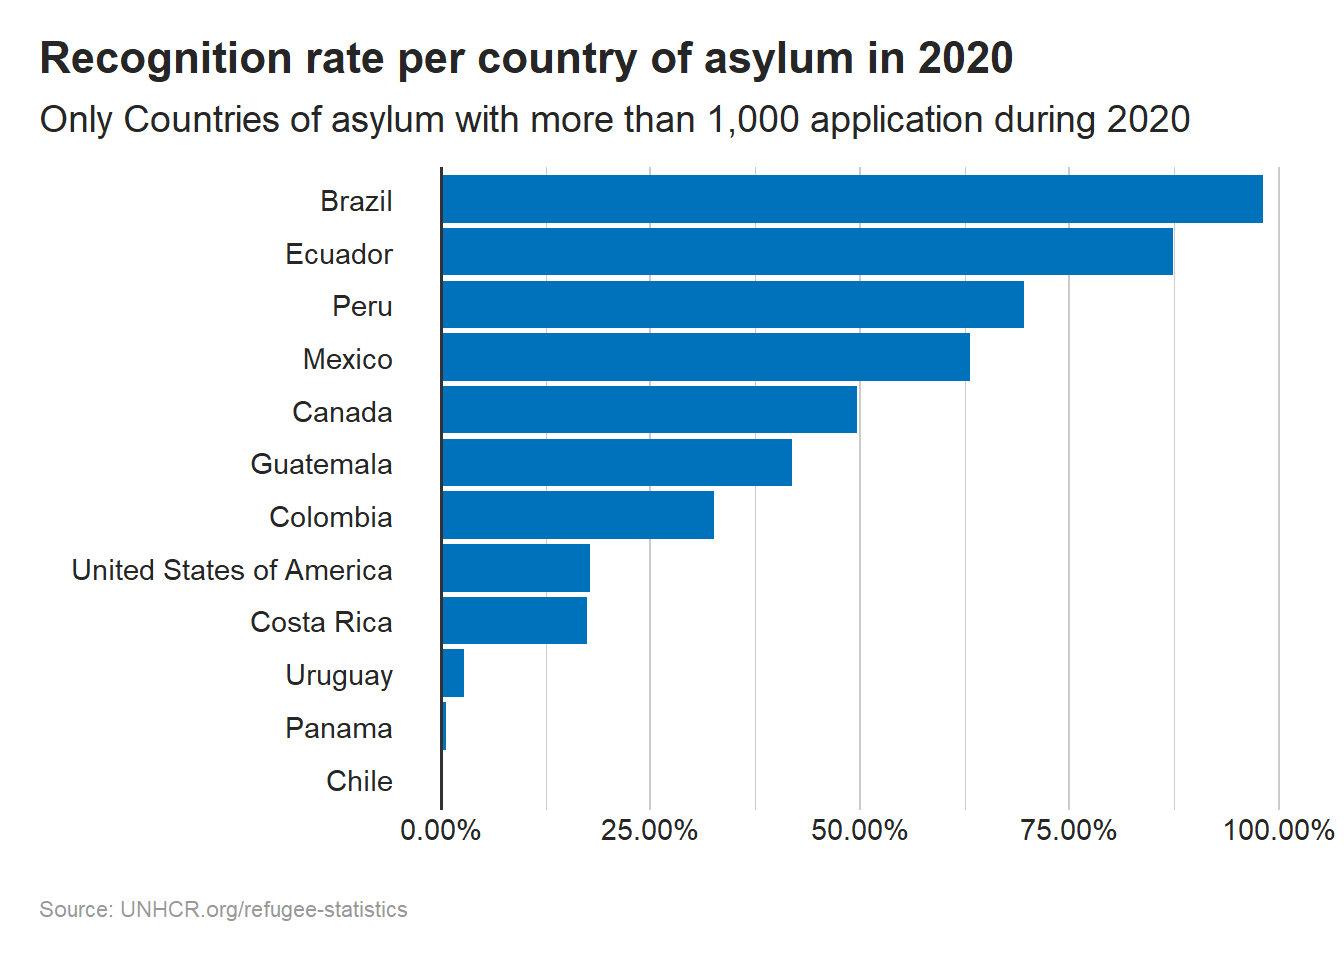 Recognition rate per country of asylum in 2020
Only Countries of asylum with more than 1,000 application during 2020
Brazil
Ecuador
Peru
Mexico
Canada
Guatemala
Colombia
United States of America
Costa Rica
Uruguay
Panama
Chile
0.00% 25.00% 50.00% 75.00% 100.00%
Source: UNHCR.org/refugee-statistics